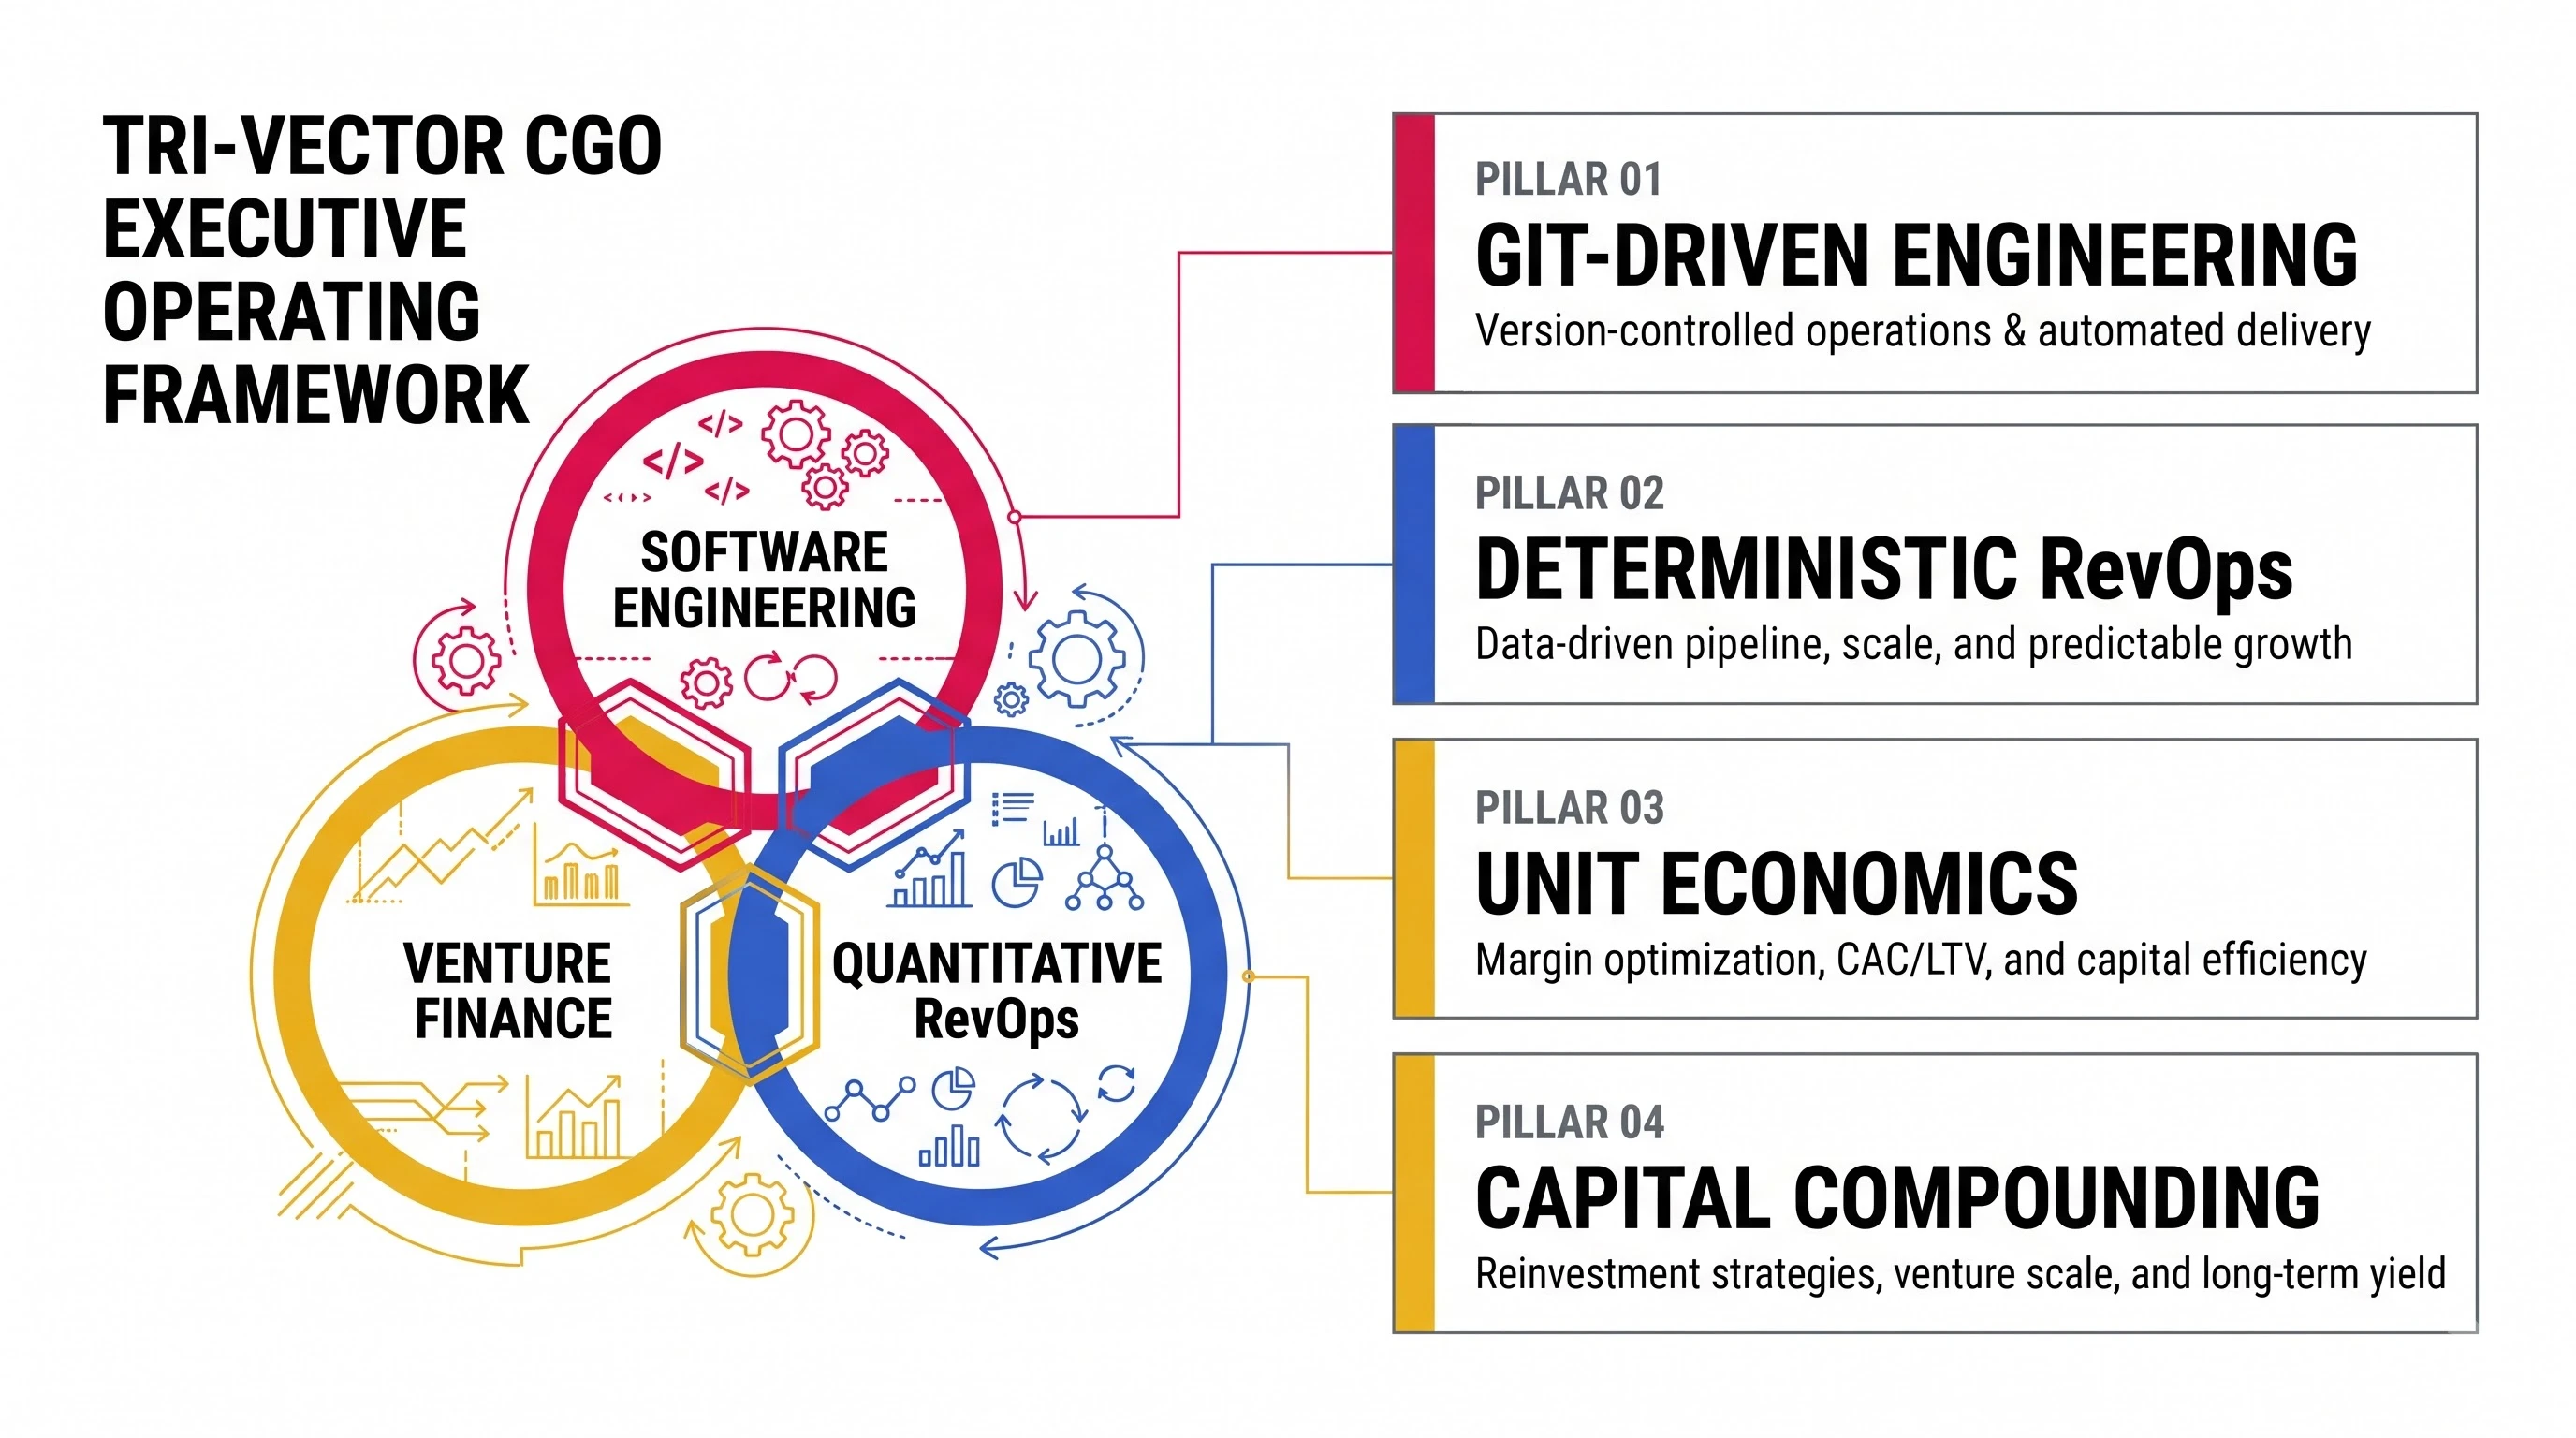 TRI-VECTOR CGO
EXECUTIVE
OPERATING
FRAMEWORK
</>
</>
</>
SOFTWARE
ENGINEERING
VENTURE
FINANCE
QUANTITATIVE
RevOps
PILLAR 01
GIT-DRIVEN ENGINEERING
Version-controlled operations & automated delivery
PILLAR 02
DETERMINISTIC RevOps
Data-driven pipeline, scale, and predictable growth
PILLAR 03
UNIT ECONOMICS
Margin optimization, CAC/LTV, and capital efficiency
PILLAR 04
CAPITAL COMPOUNDING
Reinvestment strategies, venture scale, and long-term yield